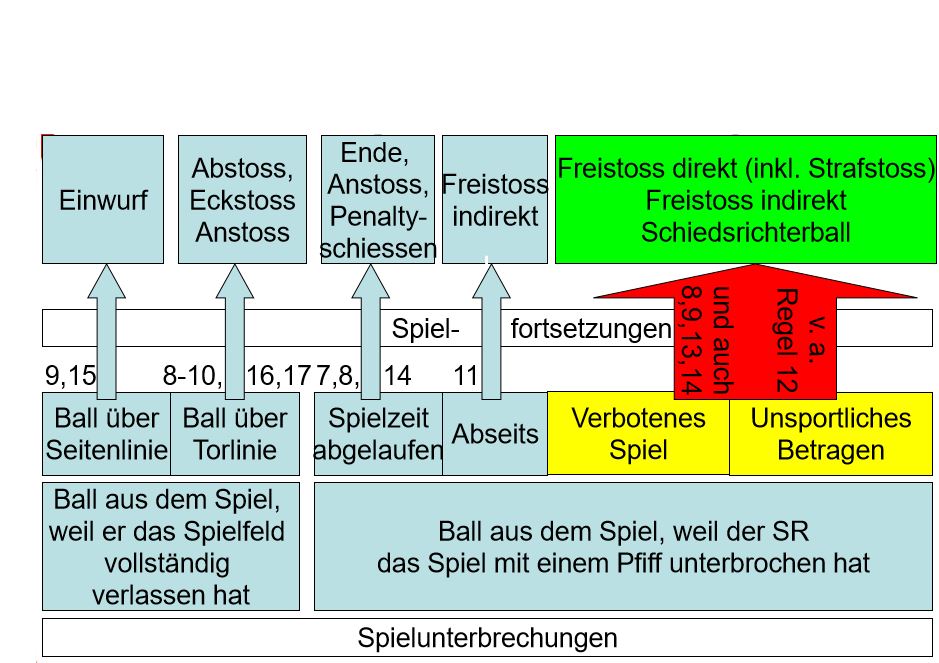 Einwurf
Abstoss,
Eckstoss
Anstoss
Ende,
Anstoss,
Penalty-
schiessen
Freistoss
indirekt
Freistoss direkt (inkl. Strafstoss)
Freistoss indirekt
Schiedsrichterball
Spiel- fortsetzungen
v. a.
Regel 12
und auch
8,9,13,14
9,15
8-10, 16,17
7,8, 14
11
Ball über
Seitenlinie
Ball über
Torlinie
Spielzeit
abgelaufen
Abseits
Verbotenes
Spiel
Unsportliches
Betragen
Ball aus dem Spiel,
weil er das Spielfeld
vollständig
verlassen hat
Ball aus dem Spiel, weil der SR
das Spiel mit einem Pfiff unterbrochen hat
Spielunterbrechungen